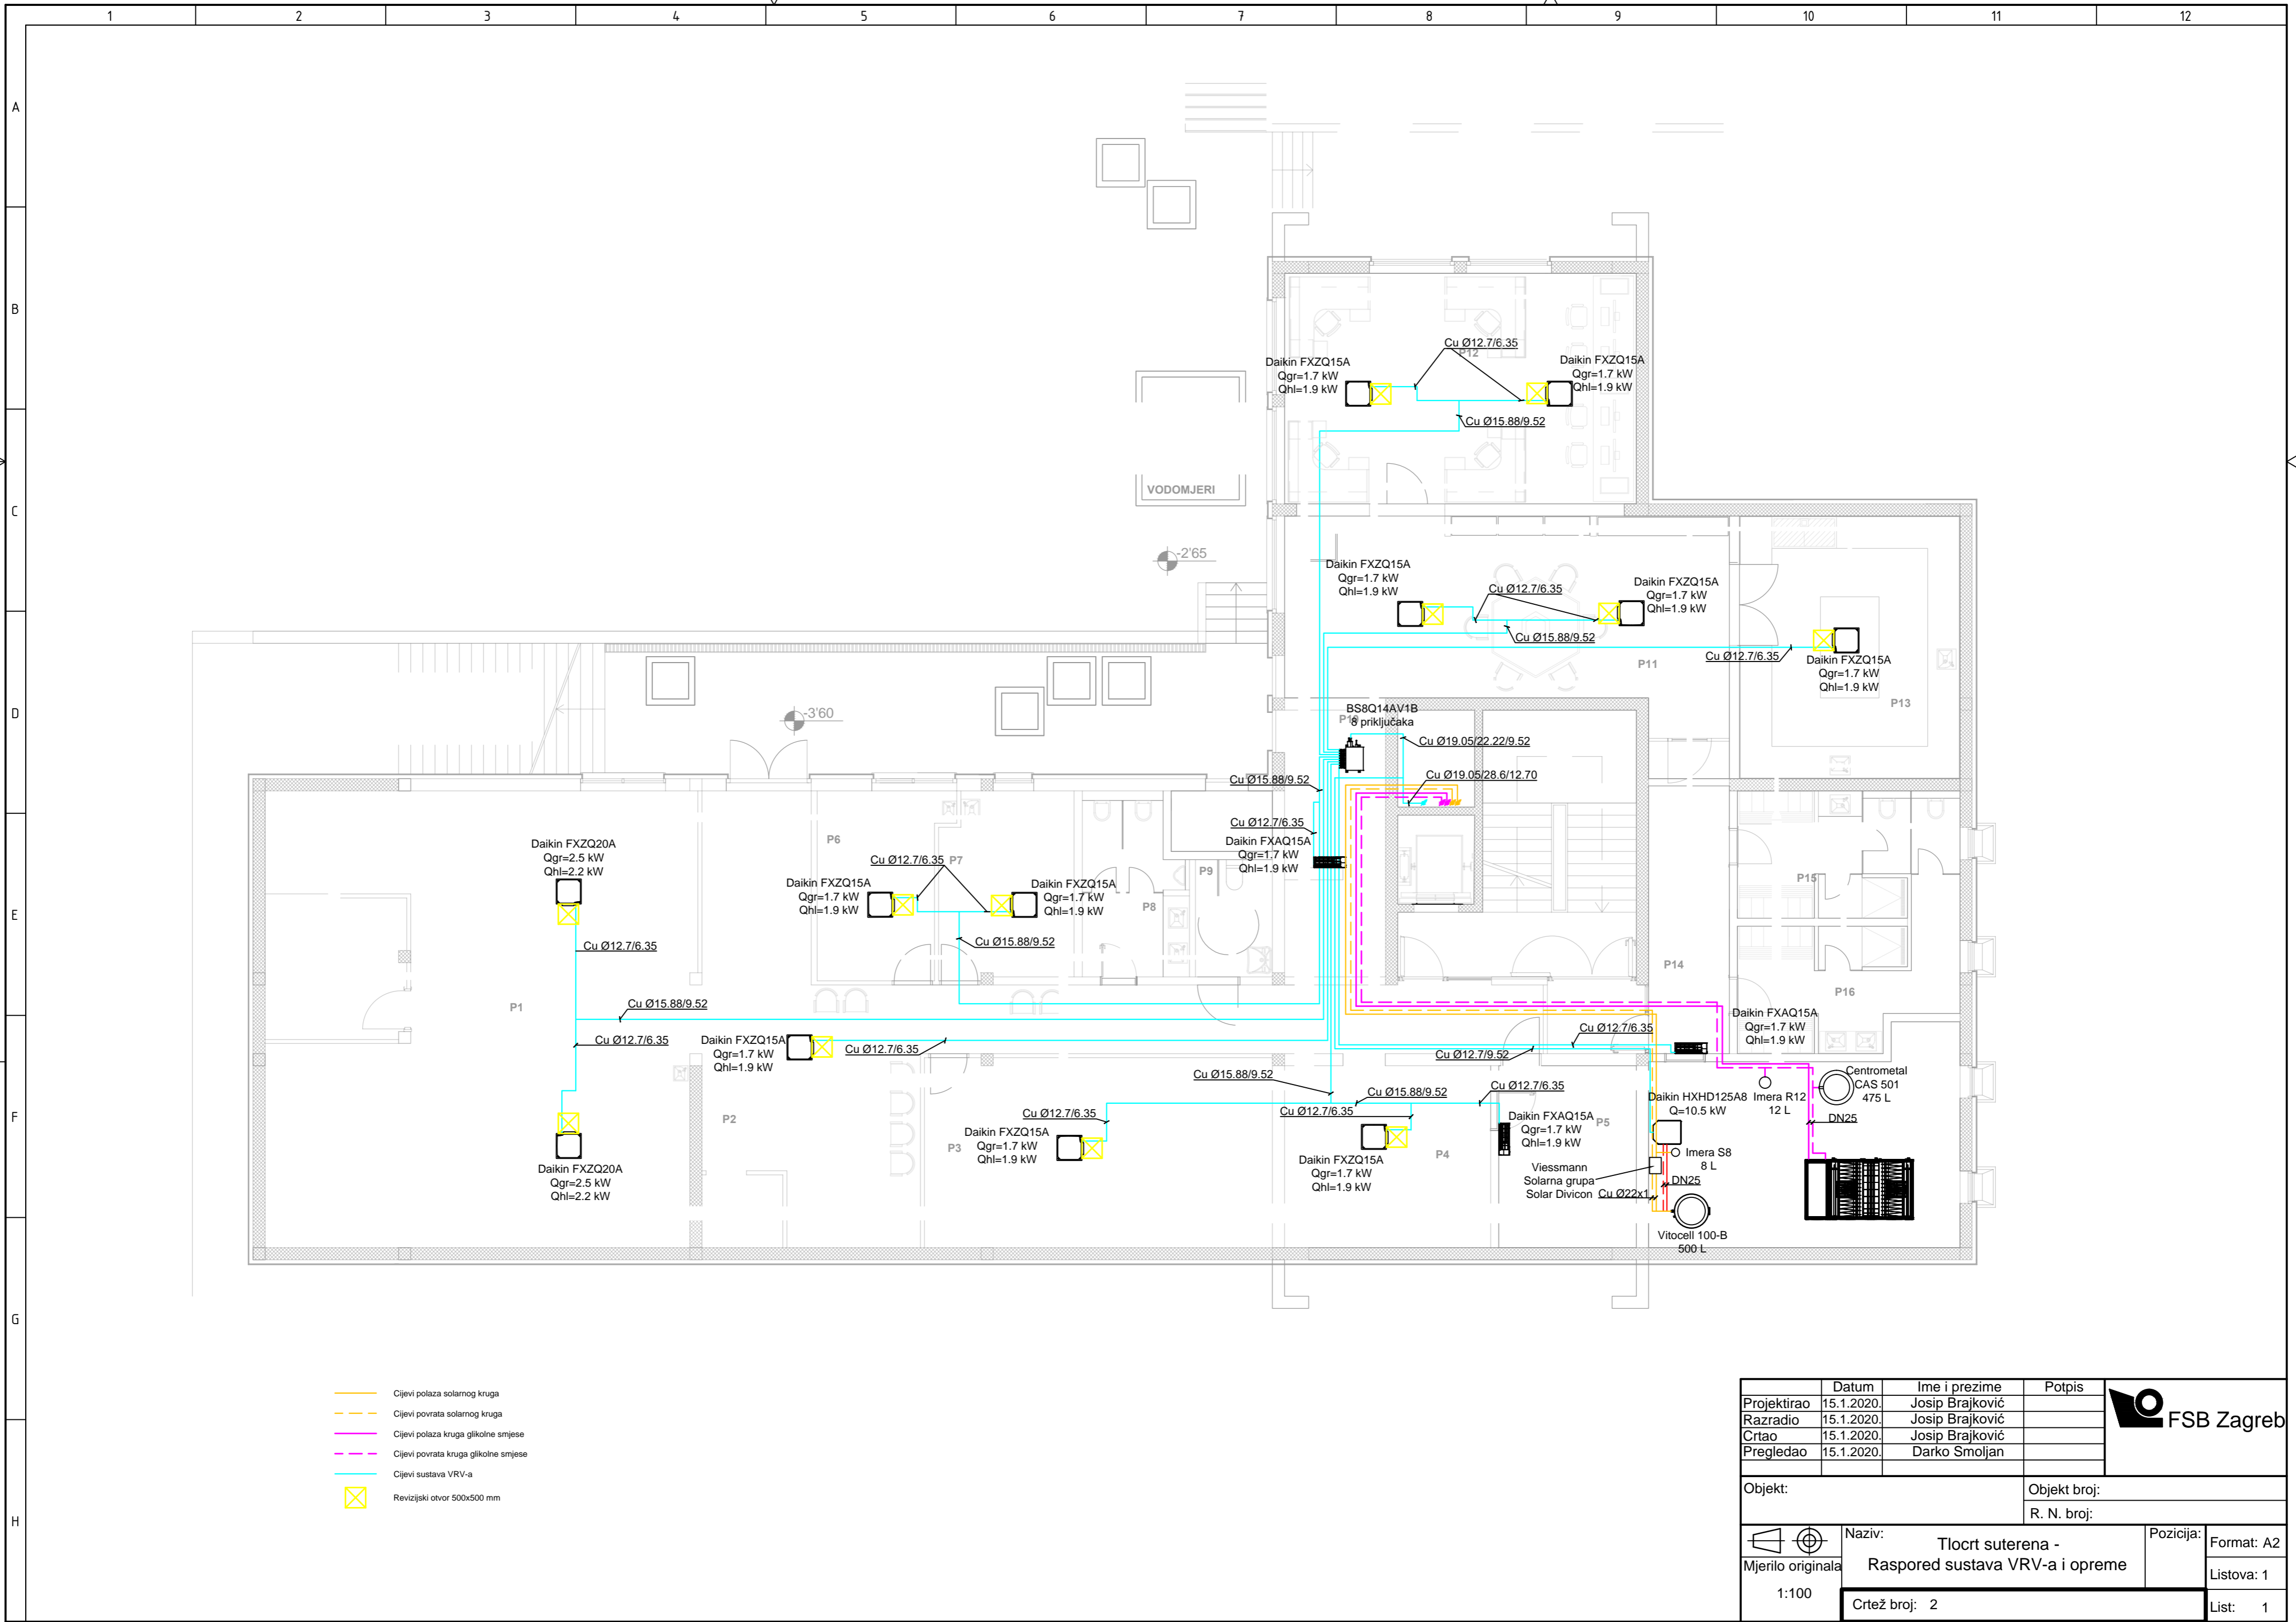 1 2 3 4 5 6 7 8 9 10 11 12
A
B
C
D
E
F
G
H
Daikin FXZQ15A
Qgr=1.7 kW
Qhl=1.9 kW
Cu Ø12.7/6.35
P12
Daikin FXZQ15A
Qgr=1.7 kW
Qhl=1.9 kW
Cu Ø15.88/9.52
VODOMJERI
-2'65
Daikin FXZQ15A
Qgr=1.7 kW
Qhl=1.9 kW
Cu Ø12.7/6.35
Daikin FXZQ15A
Qgr=1.7 kW
Qhl=1.9 kW
Cu Ø15.88/9.52
P11
Cu Ø12.7/6.35
Daikin FXZQ15A
Qgr=1.7 kW
Qhl=1.9 kW
P13
-3'60
P10
BS8Q14AV1B
8 priključaka
Cu Ø19.05/22.22/9.52
Cu Ø19.05/28.6/12.70
Cu Ø15.88/9.52
Cu Ø12.7/6.35
Daikin FXAQ15A
Qgr=1.7 kW
Qhl=1.9 kW
Daikin FXZQ20A
Qgr=2.5 kW
Qhl=2.2 kW
P6
Cu Ø12.7/6.35
P7
Daikin FXZQ15A
Qgr=1.7 kW
Qhl=1.9 kW
Daikin FXZQ15A
Qgr=1.7 kW
Qhl=1.9 kW
P8
P9
P15
Cu Ø12.7/6.35
Cu Ø15.88/9.52
P14
P16
P1
Cu Ø15.88/9.52
Cu Ø12.7/6.35
Daikin FXZQ15A
Qgr=1.7 kW
Qhl=1.9 kW
Cu Ø12.7/6.35
Cu Ø12.7/6.35
Cu Ø12.7/9.52
Daikin FXAQ15A
Qgr=1.7 kW
Qhl=1.9 kW
Cu Ø15.88/9.52
Cu Ø15.88/9.52
Cu Ø12.7/6.35
Cu Ø12.7/6.35
Cu Ø12.7/6.35
P2
P3
Daikin FXZQ15A
Qgr=1.7 kW
Qhl=1.9 kW
Daikin FXZQ15A
Qgr=1.7 kW
Qhl=1.9 kW
P4
Daikin FXAQ15A
Qgr=1.7 kW
Qhl=1.9 kW
P5
Daikin HXHD125A8
Q=10.5 kW
Imera R12
12 L
Centrometal
CAS 501
475 L
DN25
Imera S8
8 L
Viessmann
Solarna grupa
Solar Divicon
Cu Ø22x1
DN25
Vitocell 100-B
500 L
Daikin FXZQ20A
Qgr=2.5 kW
Qhl=2.2 kW
Cijevi polaza solarnog kruga
Cijevi povrata solarnog kruga
Cijevi polaza kruga glikolne smjese
Cijevi povrata kruga glikolne smjese
Cijevi sustava VRV-a
Revizijski otvor 500x500 mm
Datum Ime i prezime Potpis
Projektirao 15.1.2020. Josip Brajković
Razradio 15.1.2020. Josip Brajković
Crtao 15.1.2020. Josip Brajković
Pregledao 15.1.2020. Darko Smoljan
FSB Zagreb
Objekt:
Objekt broj:
R. N. broj:
Mjerilo originala
1:100
Naziv:
Tlocrt suterena -
Raspored sustava VRV-a i opreme
Pozicija:
Format: A2
Listova: 1
Crtež broj: 2
List: 1